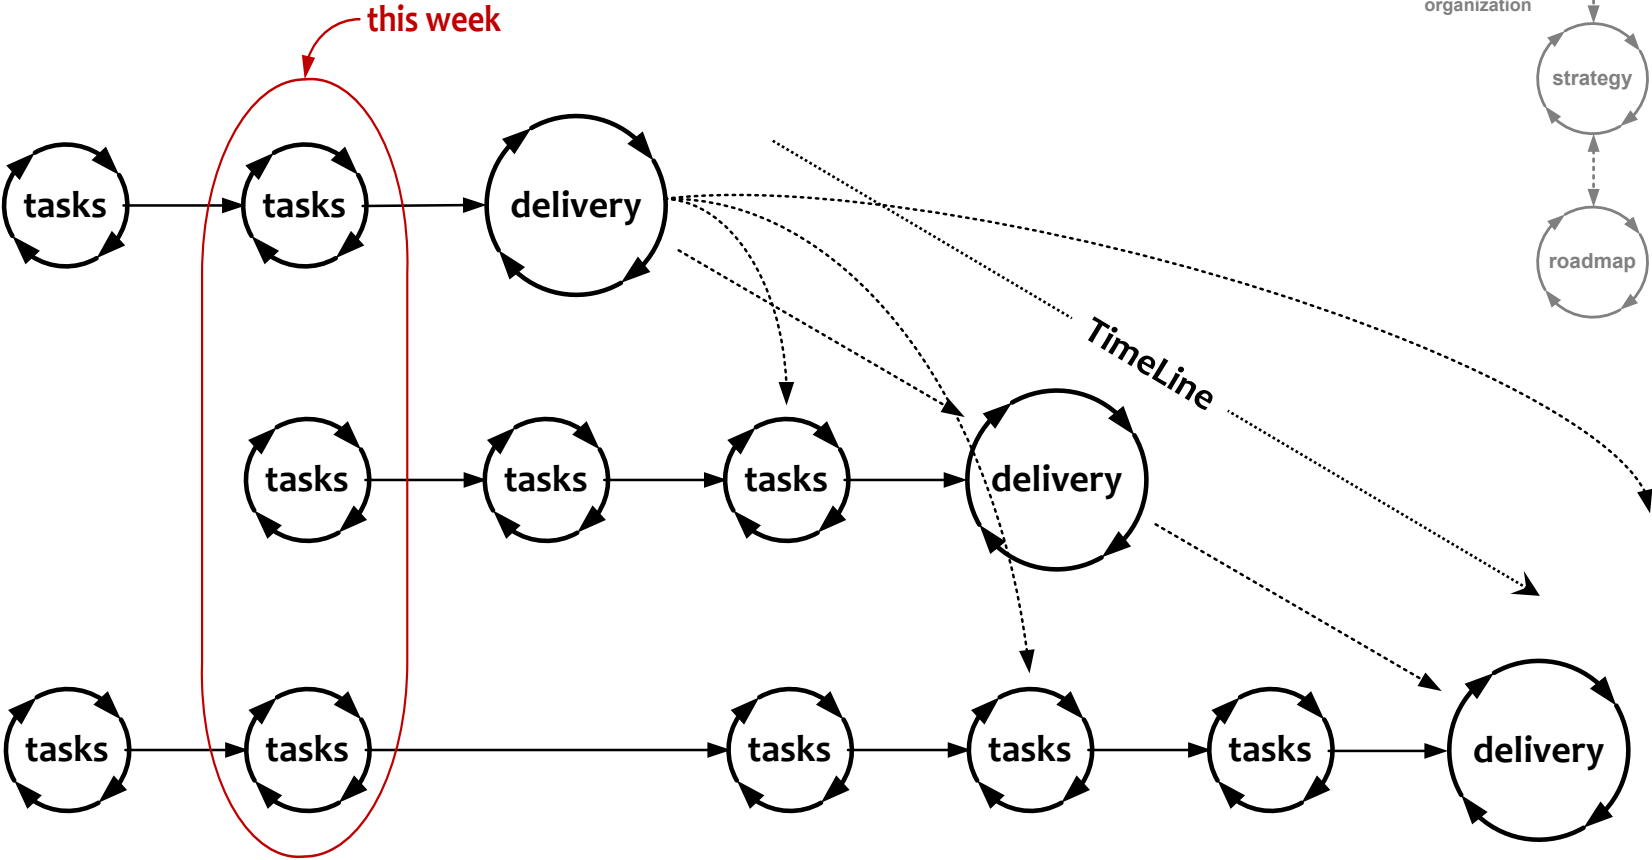 this week
organization
strategy
tasks
tasks
delivery
roadmap
TimeLine
tasks
tasks
tasks
delivery
tasks
tasks
tasks
tasks
tasks
delivery